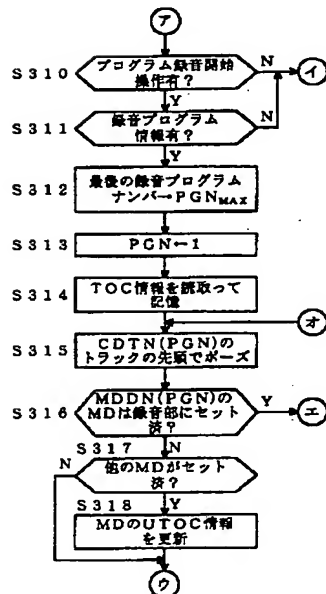 ア
S310
プログラム録音開始
操作有?
N
イ
Y
S311
録音プログラム
情報有?
N
Y
S312
最後の録音プログラム
ナンバ→PGNMAX
S313
PGN←1
S314
TOC情報を読取って
記憶
オ
S315
CDTN(PGN)の
トラックの先頭でポーズ
S316
MDDN(PGN)の
MDは録音部にセット
済?
Y
エ
S317
N
N
他のMDがセット
済?
S318
Y
MDのUTOC情報
を更新
ウ